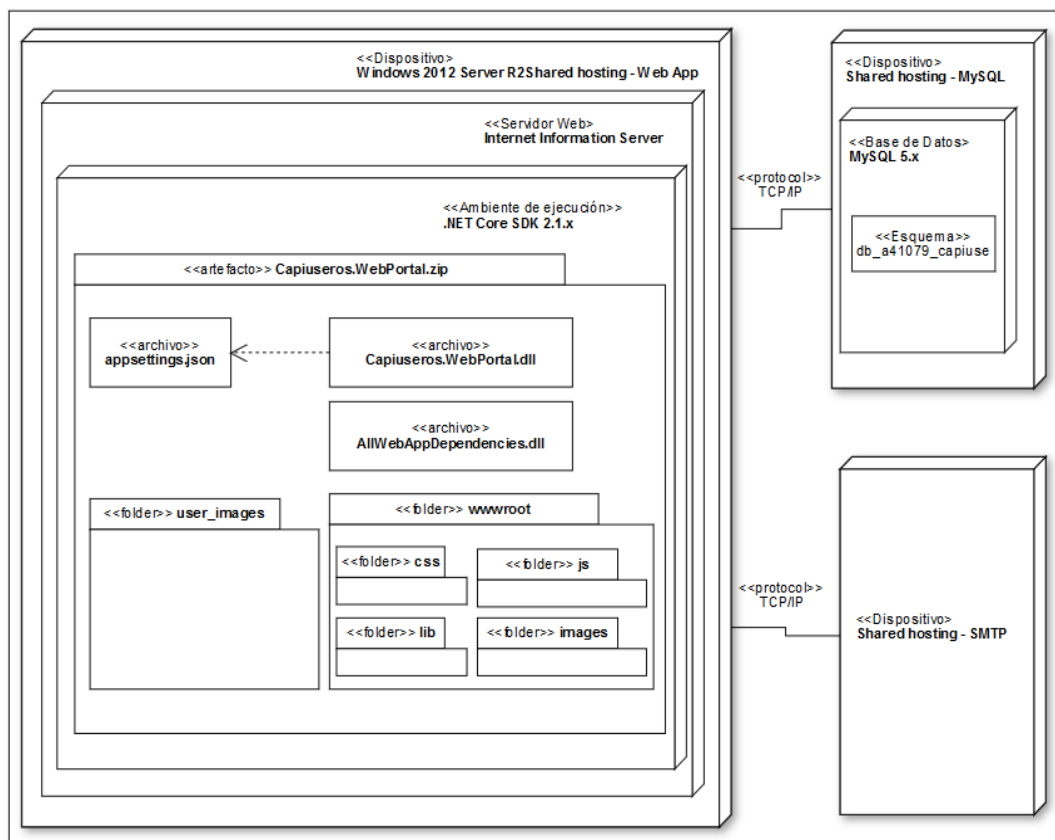 <<Dispositivo>
Windows 2012 Server R2Shared hosting - Web App
<<Servidor Web>
Internet Information Server
<<Ambiente de ejecución>>
.NET Core SDK 2.1.x
<<artefacto>> Capiuseros.WebPortal.zip
<<archivo>>
appsettings.json
<<archivo>>
Capiuseros.WebPortal.dll
<<archivo>>
AllWebAppDependencies.dll
<<folder>> user_images
<<folder>> wwwroot
<<folder>> css
<<folder>> js
<<folder>> lib
<<folder>> images
<<protocol>>
TCP/IP
<<Dispositivo>
Shared hosting - MySQL
<<Base de Datos>
MySQL 5.x
<<Esquema>>
db_a41079_capiuse
<<protocol>>
TCP/IP
<<Dispositivo>
Shared hosting - SMTP